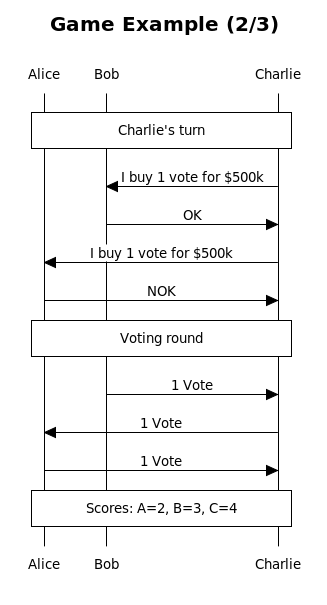 Game Example (2/3)
Alice Bob Charlie
Charlie's turn
I buy 1 vote for $500k
OK
I buy 1 vote for $500k
NOK
Voting round
1 Vote
1 Vote
1 Vote
Scores: A=2, B=3, C=4
Alice Bob Charlie